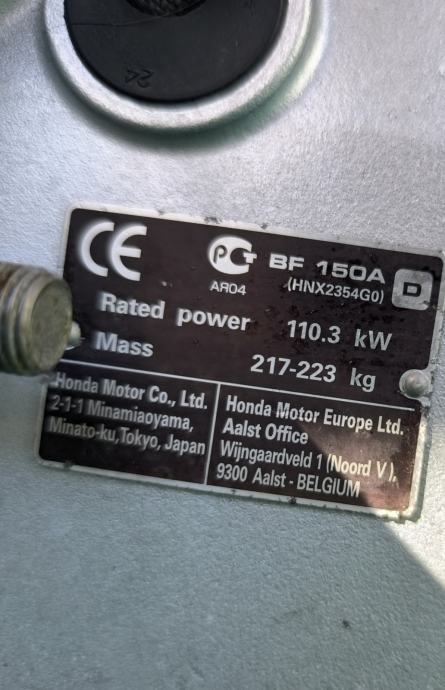 24
CE
PCT BF 150A D
АЯ04 (HNX2354G0)
Rated power 110.3 kW
Mass 217-223 kg
Honda Motor Co., Ltd.
2-1-1 Minamiaoyama,
Minato-ku,Tokyo, Japan
Honda Motor Europe Ltd.
Aalst Office
Wijngaardveld 1 (Noord V),
9300 Aalst - BELGIUM